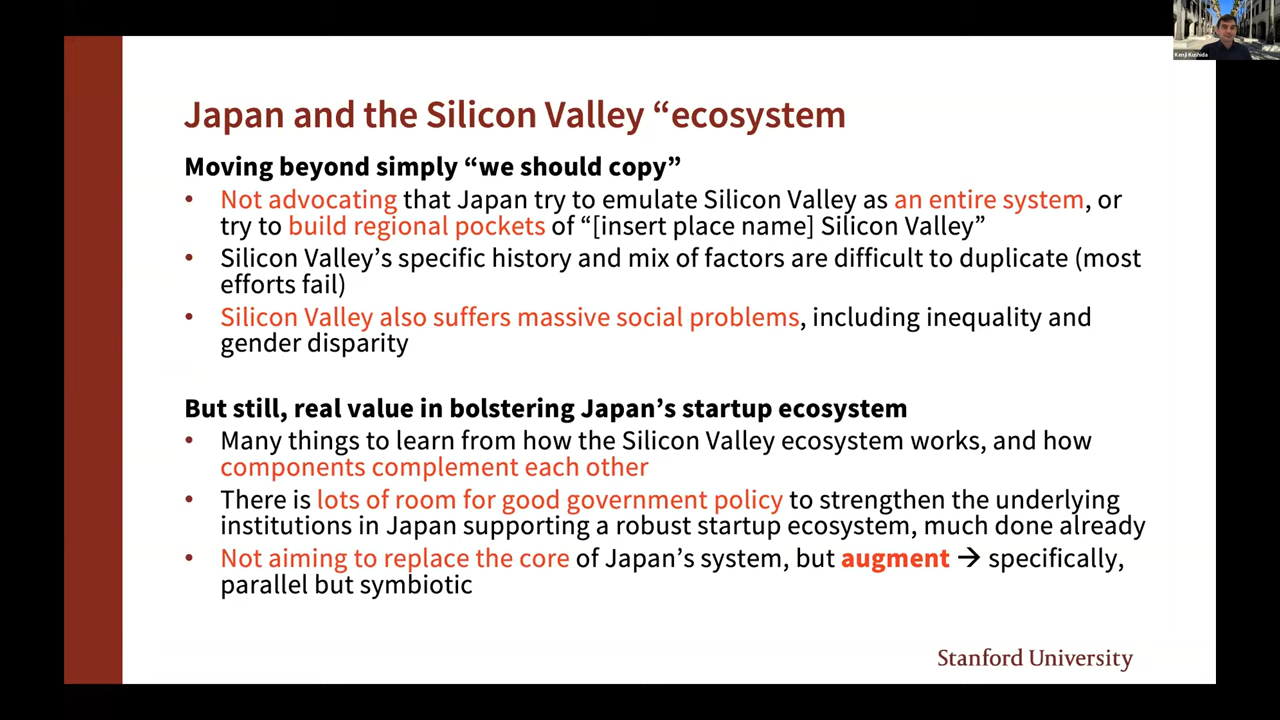 Kenji Kushida
Japan and the Silicon Valley “ecosystem
Moving beyond simply “we should copy”
• Not advocating that Japan try to emulate Silicon Valley as an entire system, or
try to build regional pockets of “[insert place name] Silicon Valley”
• Silicon Valley’s specific history and mix of factors are difficult to duplicate (most
efforts fail)
• Silicon Valley also suffers massive social problems, including inequality and
gender disparity
But still, real value in bolstering Japan’s startup ecosystem
• Many things to learn from how the Silicon Valley ecosystem works, and how
components complement each other
• There is lots of room for good government policy to strengthen the underlying
institutions in Japan supporting a robust startup ecosystem, much done already
• Not aiming to replace the core of Japan’s system, but augment → specifically,
parallel but symbiotic
Stanford University